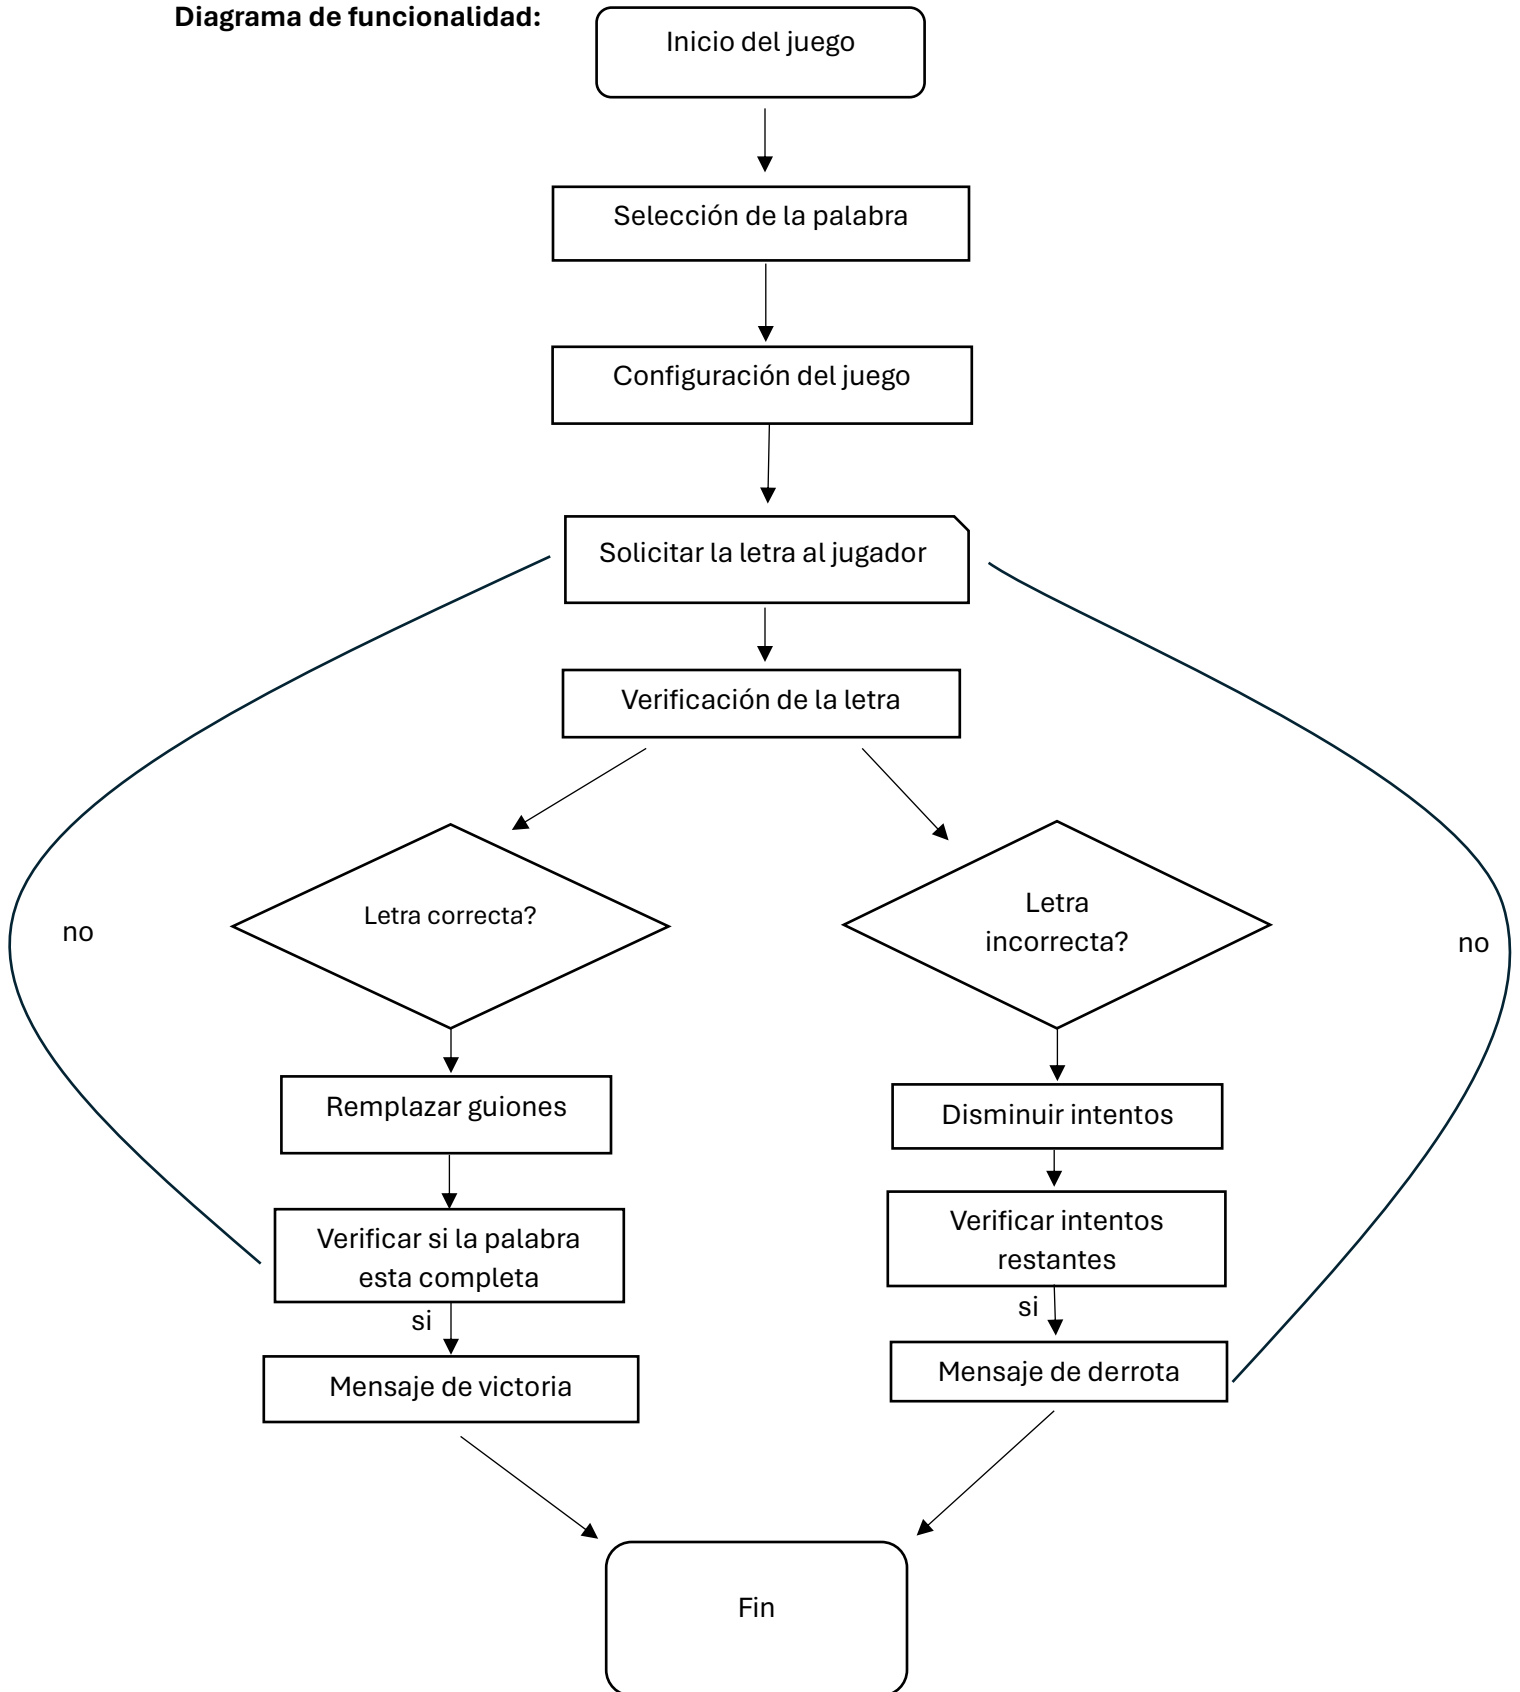 Diagrama de funcionalidad:
Inicio del juego
Selección de la palabra
Configuración del juego
Solicitar la letra al jugador
Verificación de la letra
Letra correcta?
Letra
incorrecta?
no
no
Remplazar guiones
Disminuir intentos
Verificar si la palabra
esta completa
Verificar intentos
restantes
si
si
Mensaje de victoria
Mensaje de derrota
Fin